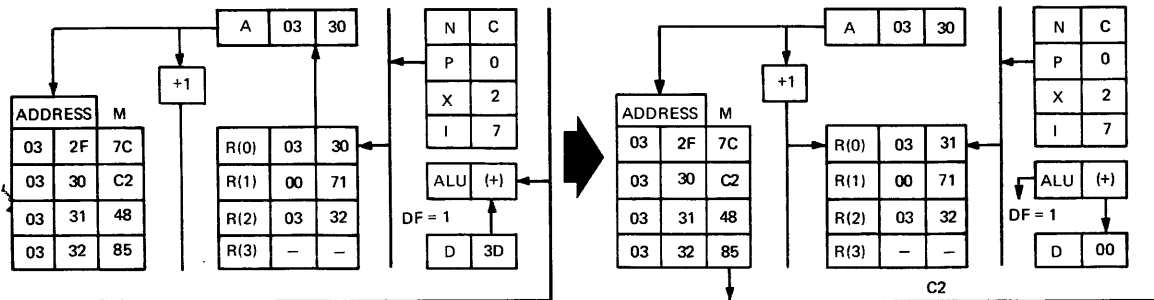 A 03 30
+1
ADDRESS M
03 2F 7C
03 30 C2
03 31 48
03 32 85
R(0) 03 30
R(1) 00 71
R(2) 03 32
R(3) – –
N C
P 0
X 2
I 7
ALU (+)
DF = 1
D 3D
A 03 30
+1
ADDRESS M
03 2F 7C
03 30 C2
03 31 48
03 32 85
R(0) 03 31
R(1) 00 71
R(2) 03 32
R(3) – –
N C
P 0
X 2
I 7
ALU (+)
DF = 1
D 00
C2